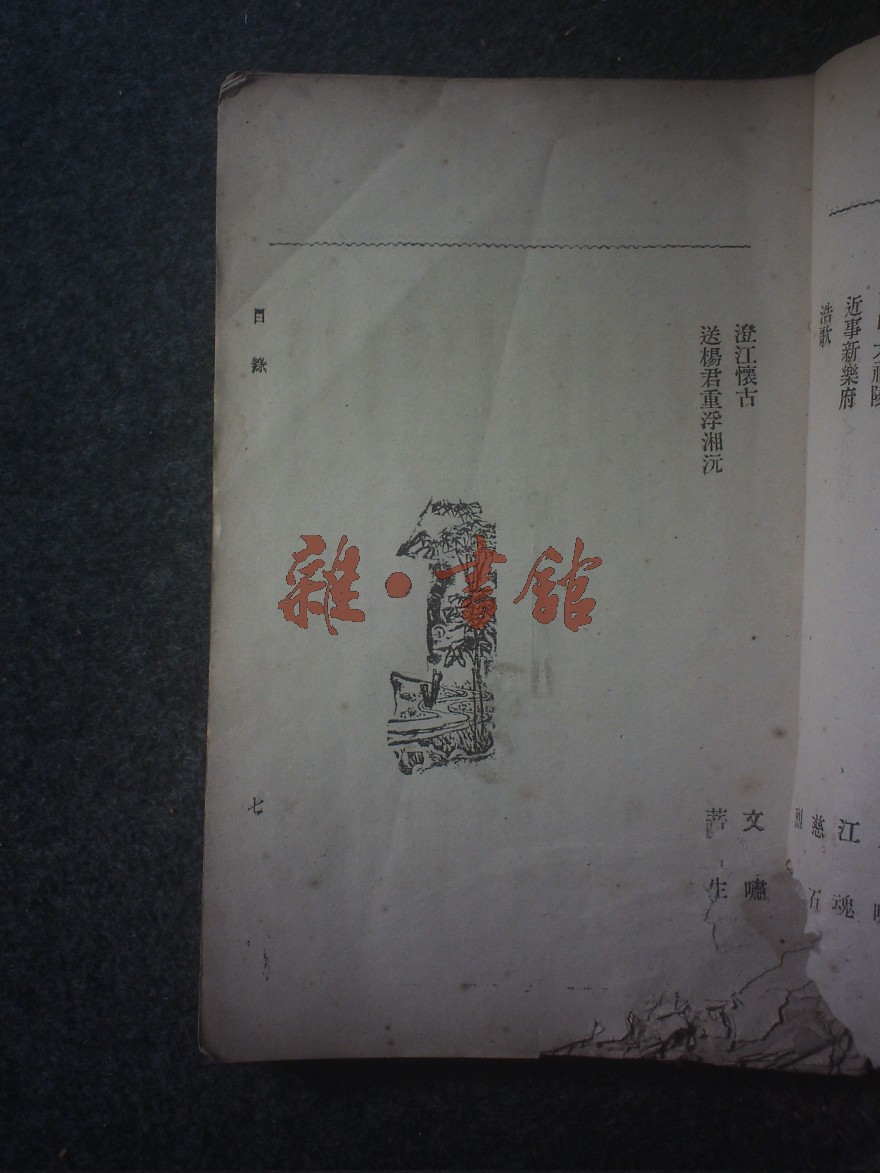 近事新樂府
江魂
浩歌
慈石
澄江懷古
文嘯
送楊君重浮湘沅
菩生
目錄
七
雜·書館